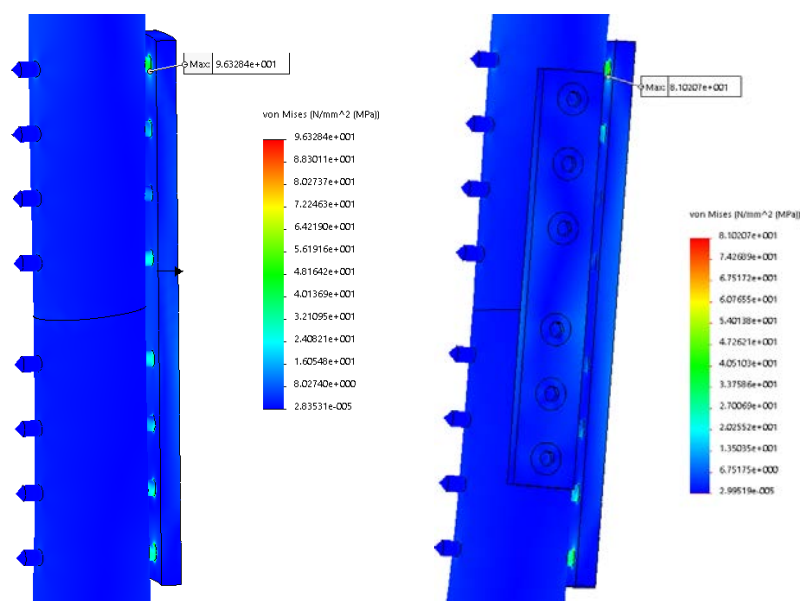 Max: 9.63284e+001
von Mises (N/mm^2 (MPa))
9.63284e+001
8.83011e+001
8.02737e+001
7.22463e+001
6.42190e+001
5.61916e+001
4.81642e+001
4.01369e+001
3.21095e+001
2.40821e+001
1.60548e+001
8.02740e+000
2.83531e-005
Max: 8.10207e+001
von Mises (N/mm^2 (MPa))
8.10207e+001
7.42689e+001
6.75172e+001
6.07655e+001
5.40138e+001
4.72621e+001
4.05103e+001
3.37586e+001
2.70069e+001
2.02552e+001
1.35035e+001
6.75175e+000
2.99519e-005